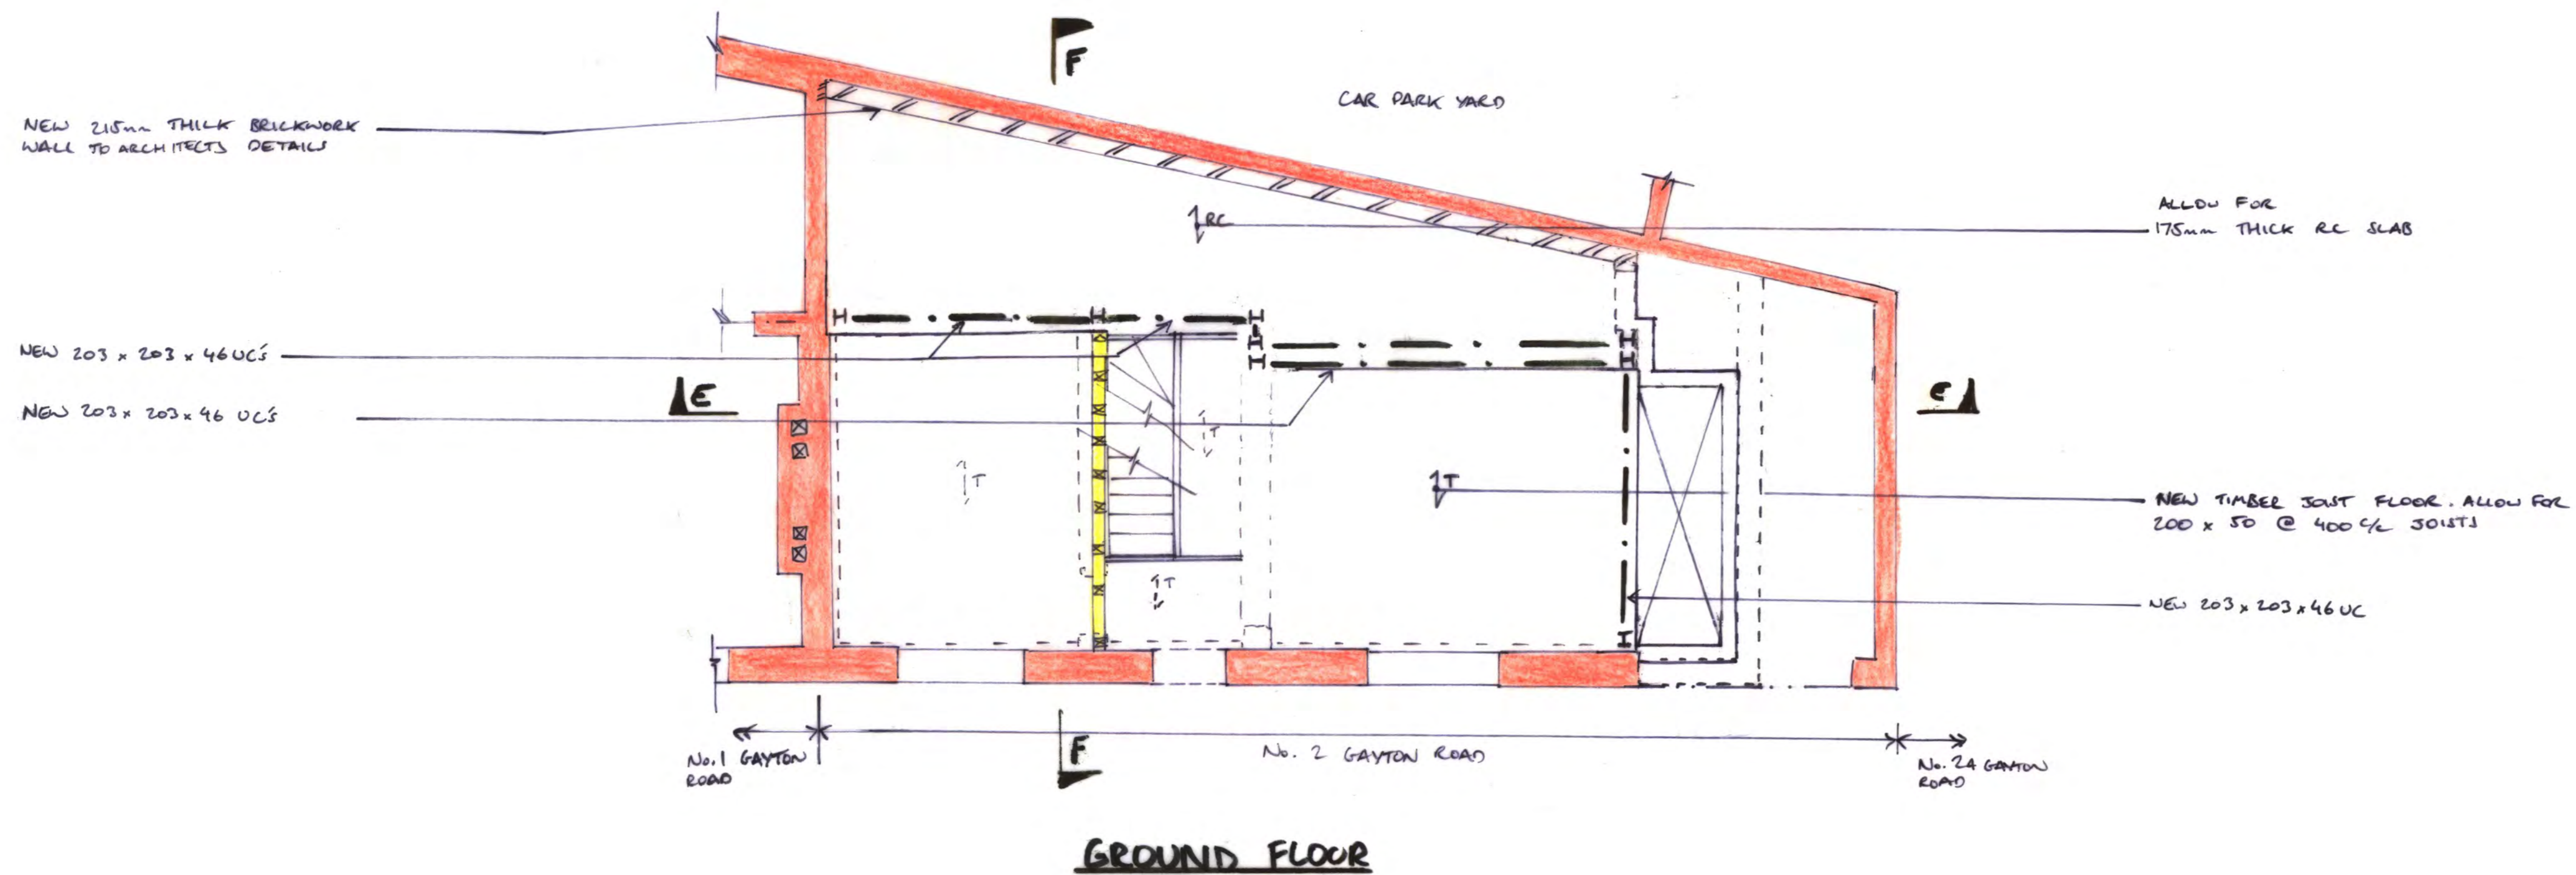 F
CAR PARK YARD
NEW 215mm THICK BRICKWORK
WALL TO ARCHITECTS DETAILS
ALLOW FOR
175mm THICK RC SLAB
RC
NEW 203 x 203 x 46 UC's
E
E
NEW 203 x 203 x 46 UC's
T
T
T
T
NEW TIMBER JOIST FLOOR. ALLOW FOR
200 x 50 @ 400 c/c JOISTS
NEW 203 x 203 x 46 UC
F
No.1 GAYTON
ROAD
No. 2 GAYTON ROAD
No. 2A GAYTON
ROAD
GROUND FLOOR